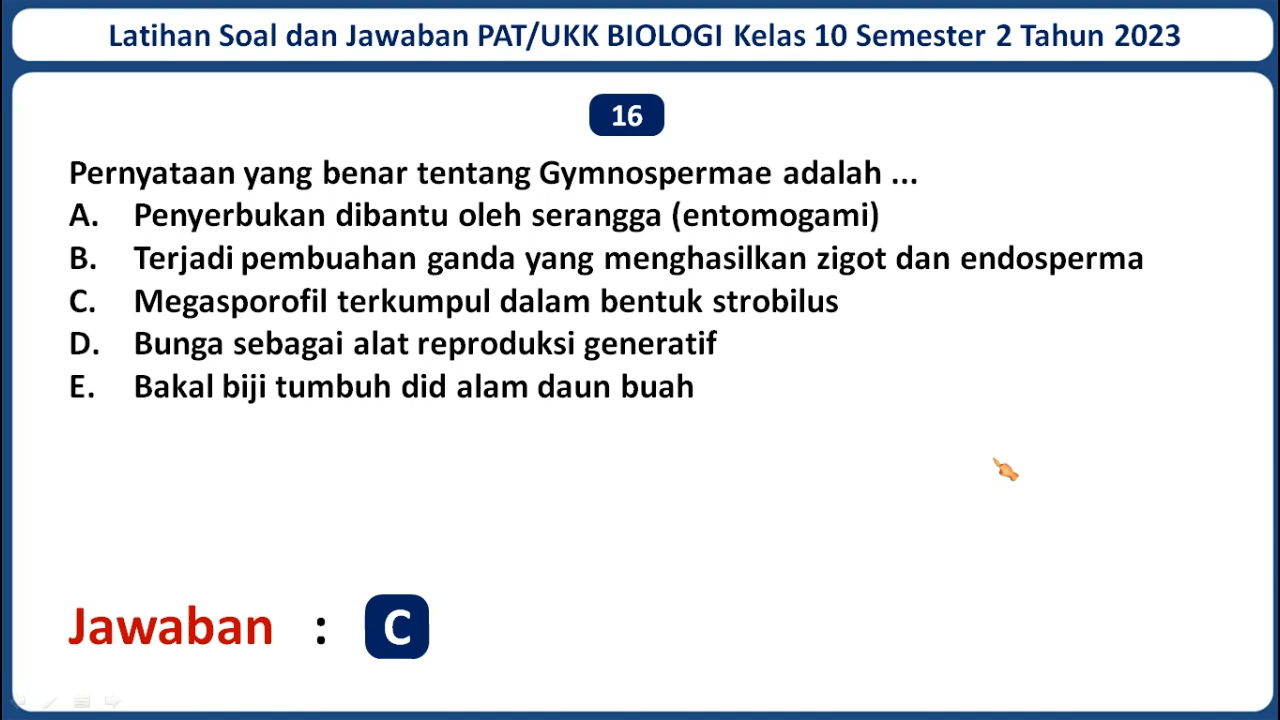 Latihan Soal dan Jawaban PAT/UKK BIOLOGI Kelas 10 Semester 2 Tahun 2023
16
Pernyataan yang benar tentang Gymnospermae adalah ...
A. Penyerbukan dibantu oleh serangga (entomogami)
B. Terjadi pembuahan ganda yang menghasilkan zigot dan endosperma
C. Megasporofil terkumpul dalam bentuk strobilus
D. Bunga sebagai alat reproduksi generatif
E. Bakal biji tumbuh did alam daun buah
Jawaban : C